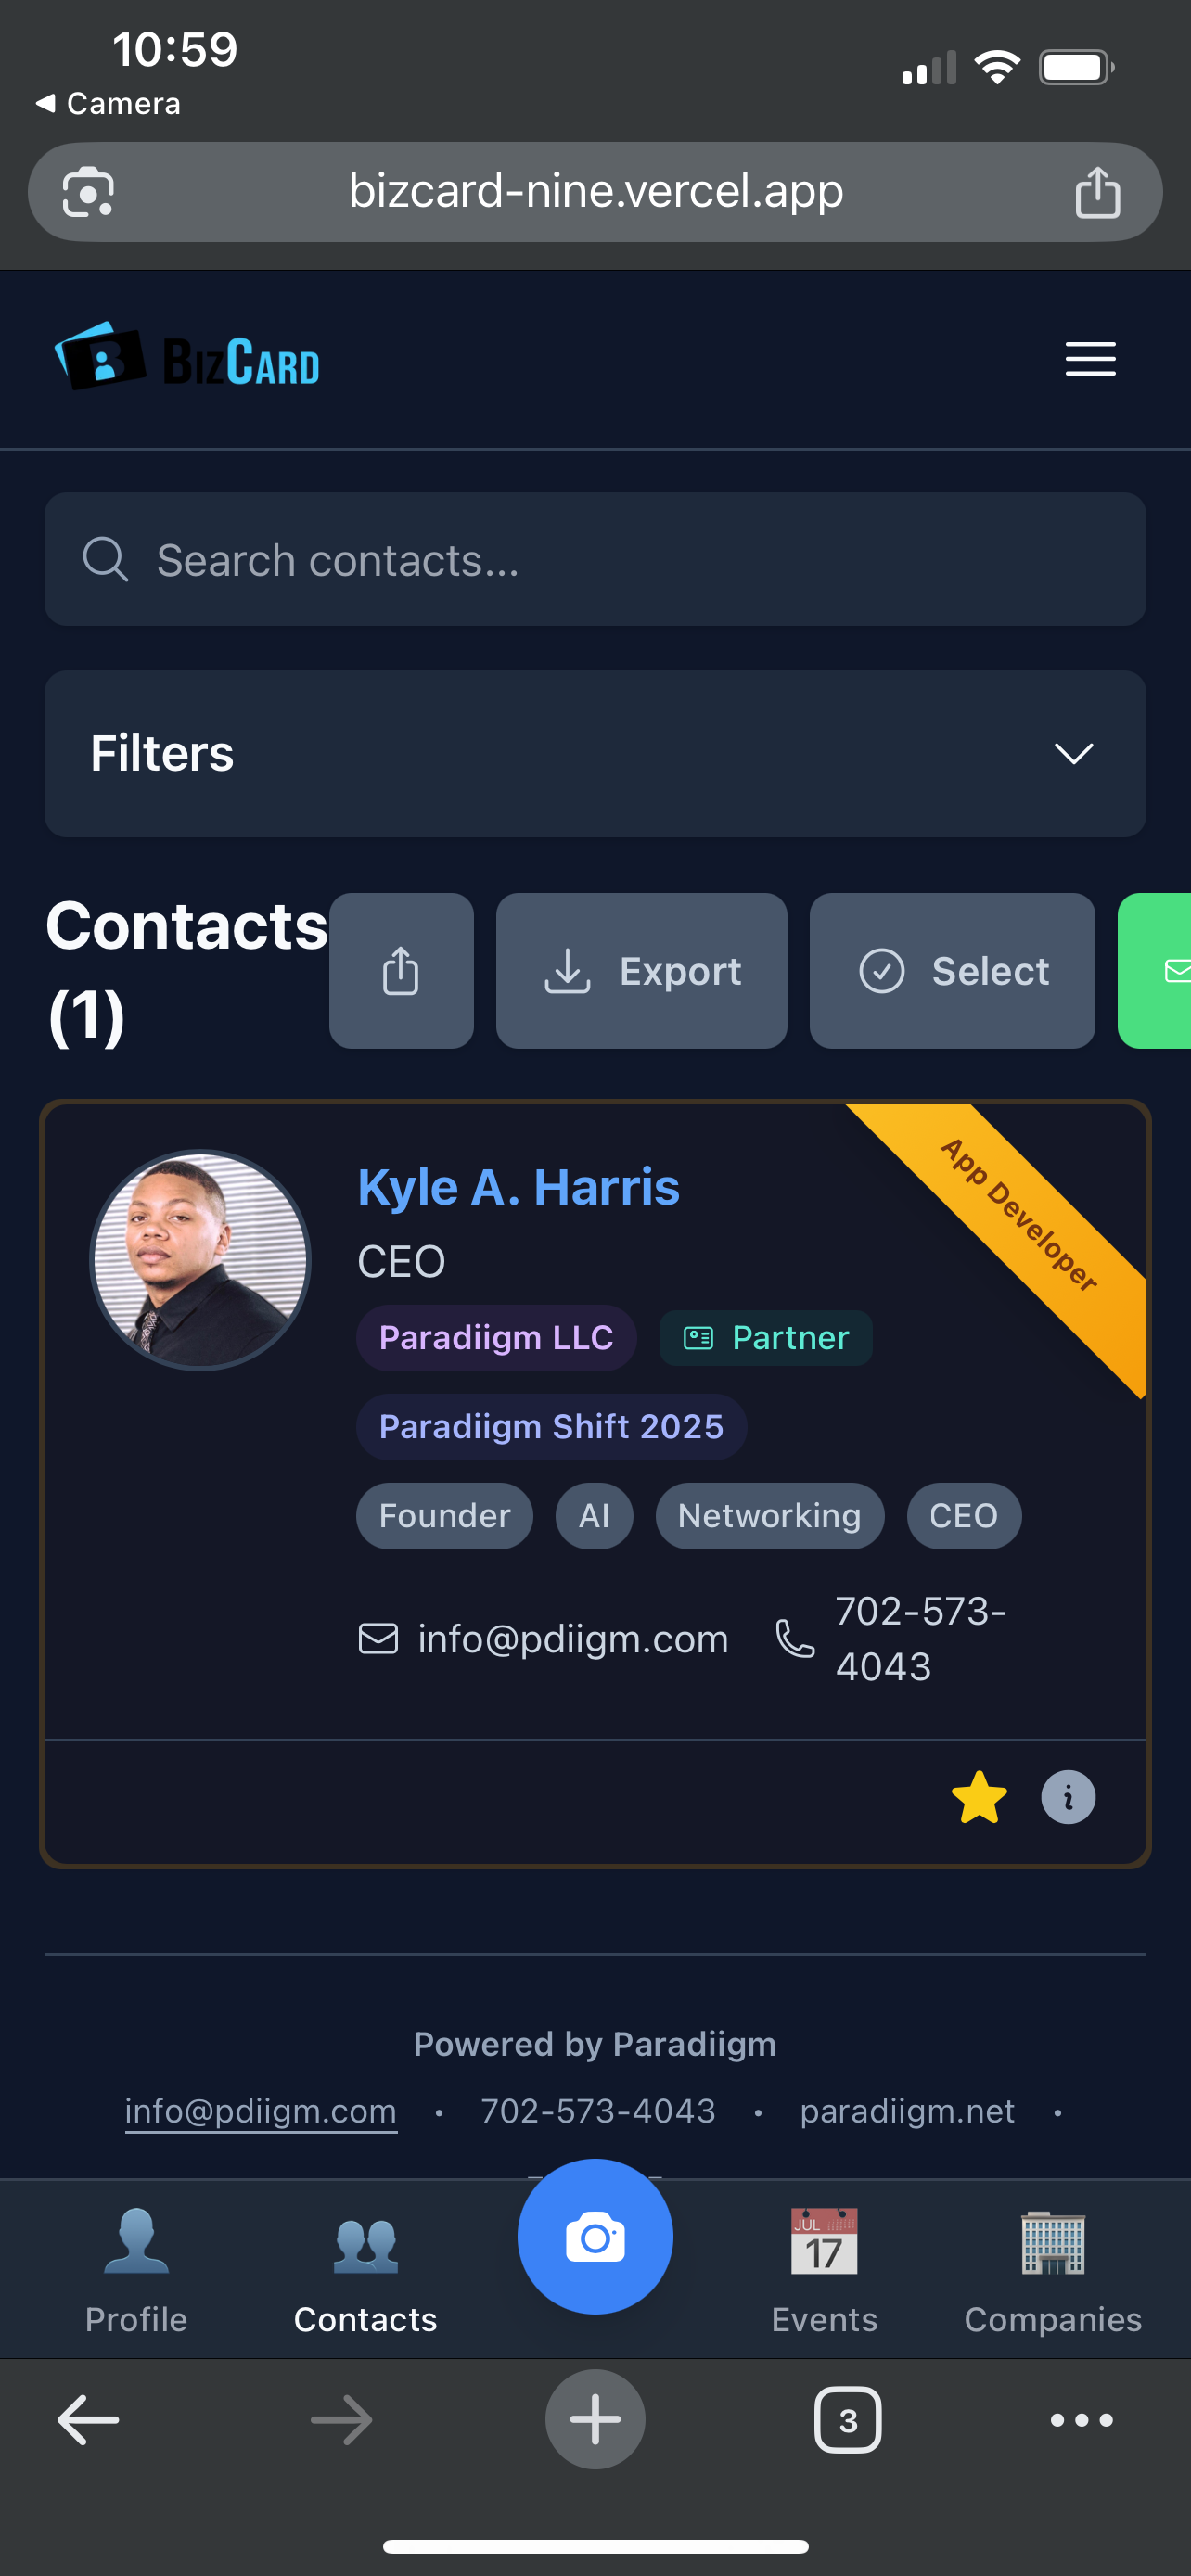 10:59
Camera
bizcard-nine.vercel.app
B BIZCARD
Search contacts...
Filters
Contacts
(1)
Export
Select
App Developer
Kyle A. Harris
CEO
Paradiigm LLC
Partner
Paradiigm Shift 2025
Founder AI Networking CEO
info@pdiigm.com
702-573-
4043
Powered by Paradiigm
info@pdiigm.com • 702-573-4043 • paradiigm.net •
JUL
17
Profile Contacts Events Companies
3